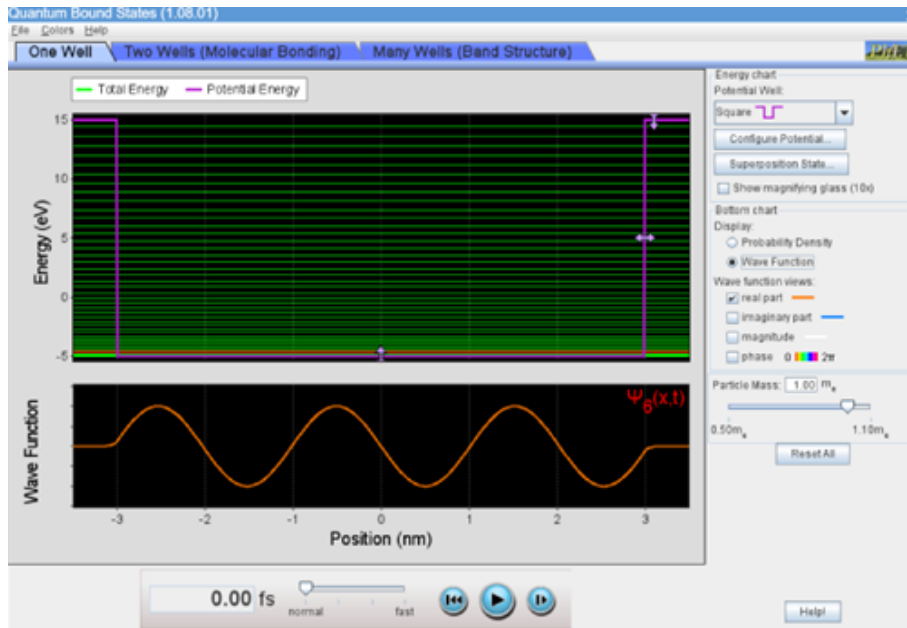 Quantum Bound States (1.08.01)
File Colors Help
One Well Two Wells (Molecular Bonding) Many Wells (Band Structure)
Total Energy Potential Energy
15
10
5
0
-5
Energy (eV)
Wave Function
Ψ6(x,t)
-3 -2 -1 0 1 2 3
Position (nm)
0.00 fs
normal fast
Energy chart
Potential Well:
Square
Configure Potential...
Superposition State...
Show magnifying glass (10x)
Bottom chart
Display:
Probability Density
Wave Function
Wave function views:
real part
imaginary part
magnitude
phase 0 2π
Particle Mass: 1.00 me
0.50me 1.10me
Reset All
Help!